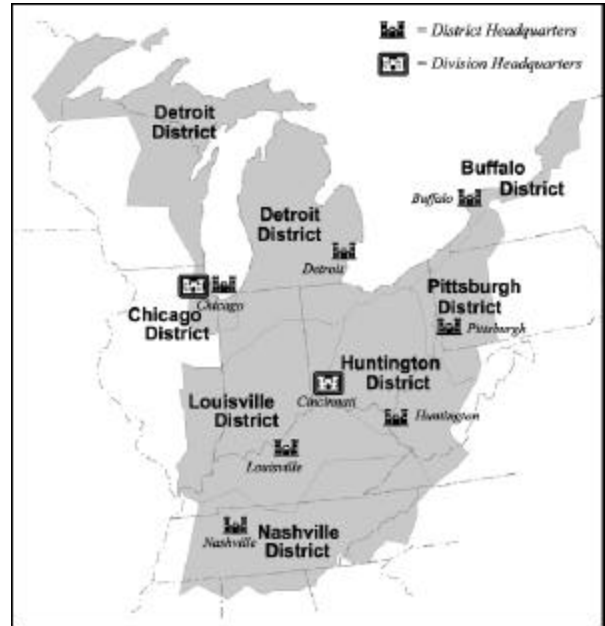 = District Headquarters
= Division Headquarters
Detroit
District
Buffalo
District
Buffalo
Detroit
District
Detroit
Pittsburgh
District
Pittsburgh
Chicago
Chicago
District
Huntington
District
Cincinnati
Huntington
Louisville
District
Louisville
Nashville
Nashville
District